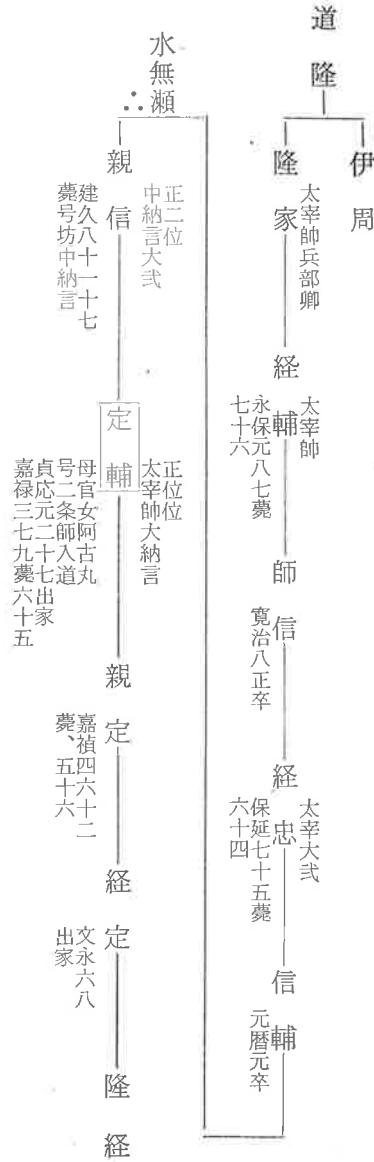 道隆
伊周
隆家
太宰帥兵部卿
経輔
太宰帥
永保元八七薨
七十六
師信
寛治八正卒
経忠
太宰大弐
保延七十五薨
六十四
信輔
元暦元卒
水無瀬
∴
親信
正二位
中納言大弐
建久八十一十七
薨号坊中納言
定輔
正位位
太宰帥大納言
母官女阿古丸
号二条師入道
貞応元二十七出家
嘉禄三七九薨六十五
親定
嘉禎四六十二
薨、五十六
経定
文永六八
出家
隆経